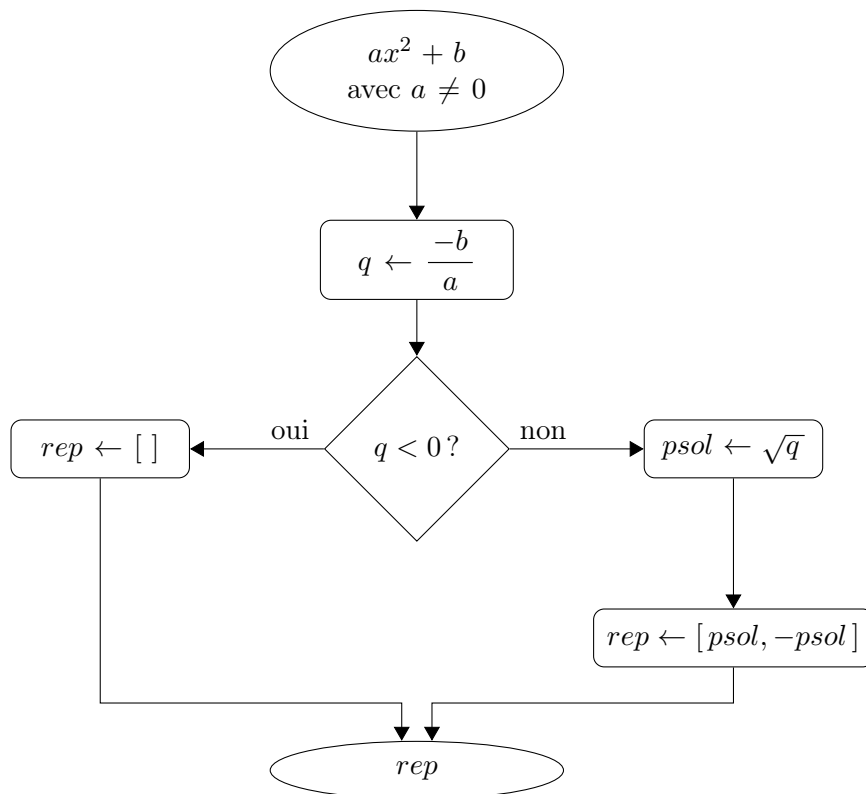 ax² + b
avec a ≠ 0
q ← −b/a
oui
q < 0 ?
non
rep ← [ ]
psol ← √q
rep ← [ psol, −psol ]
rep